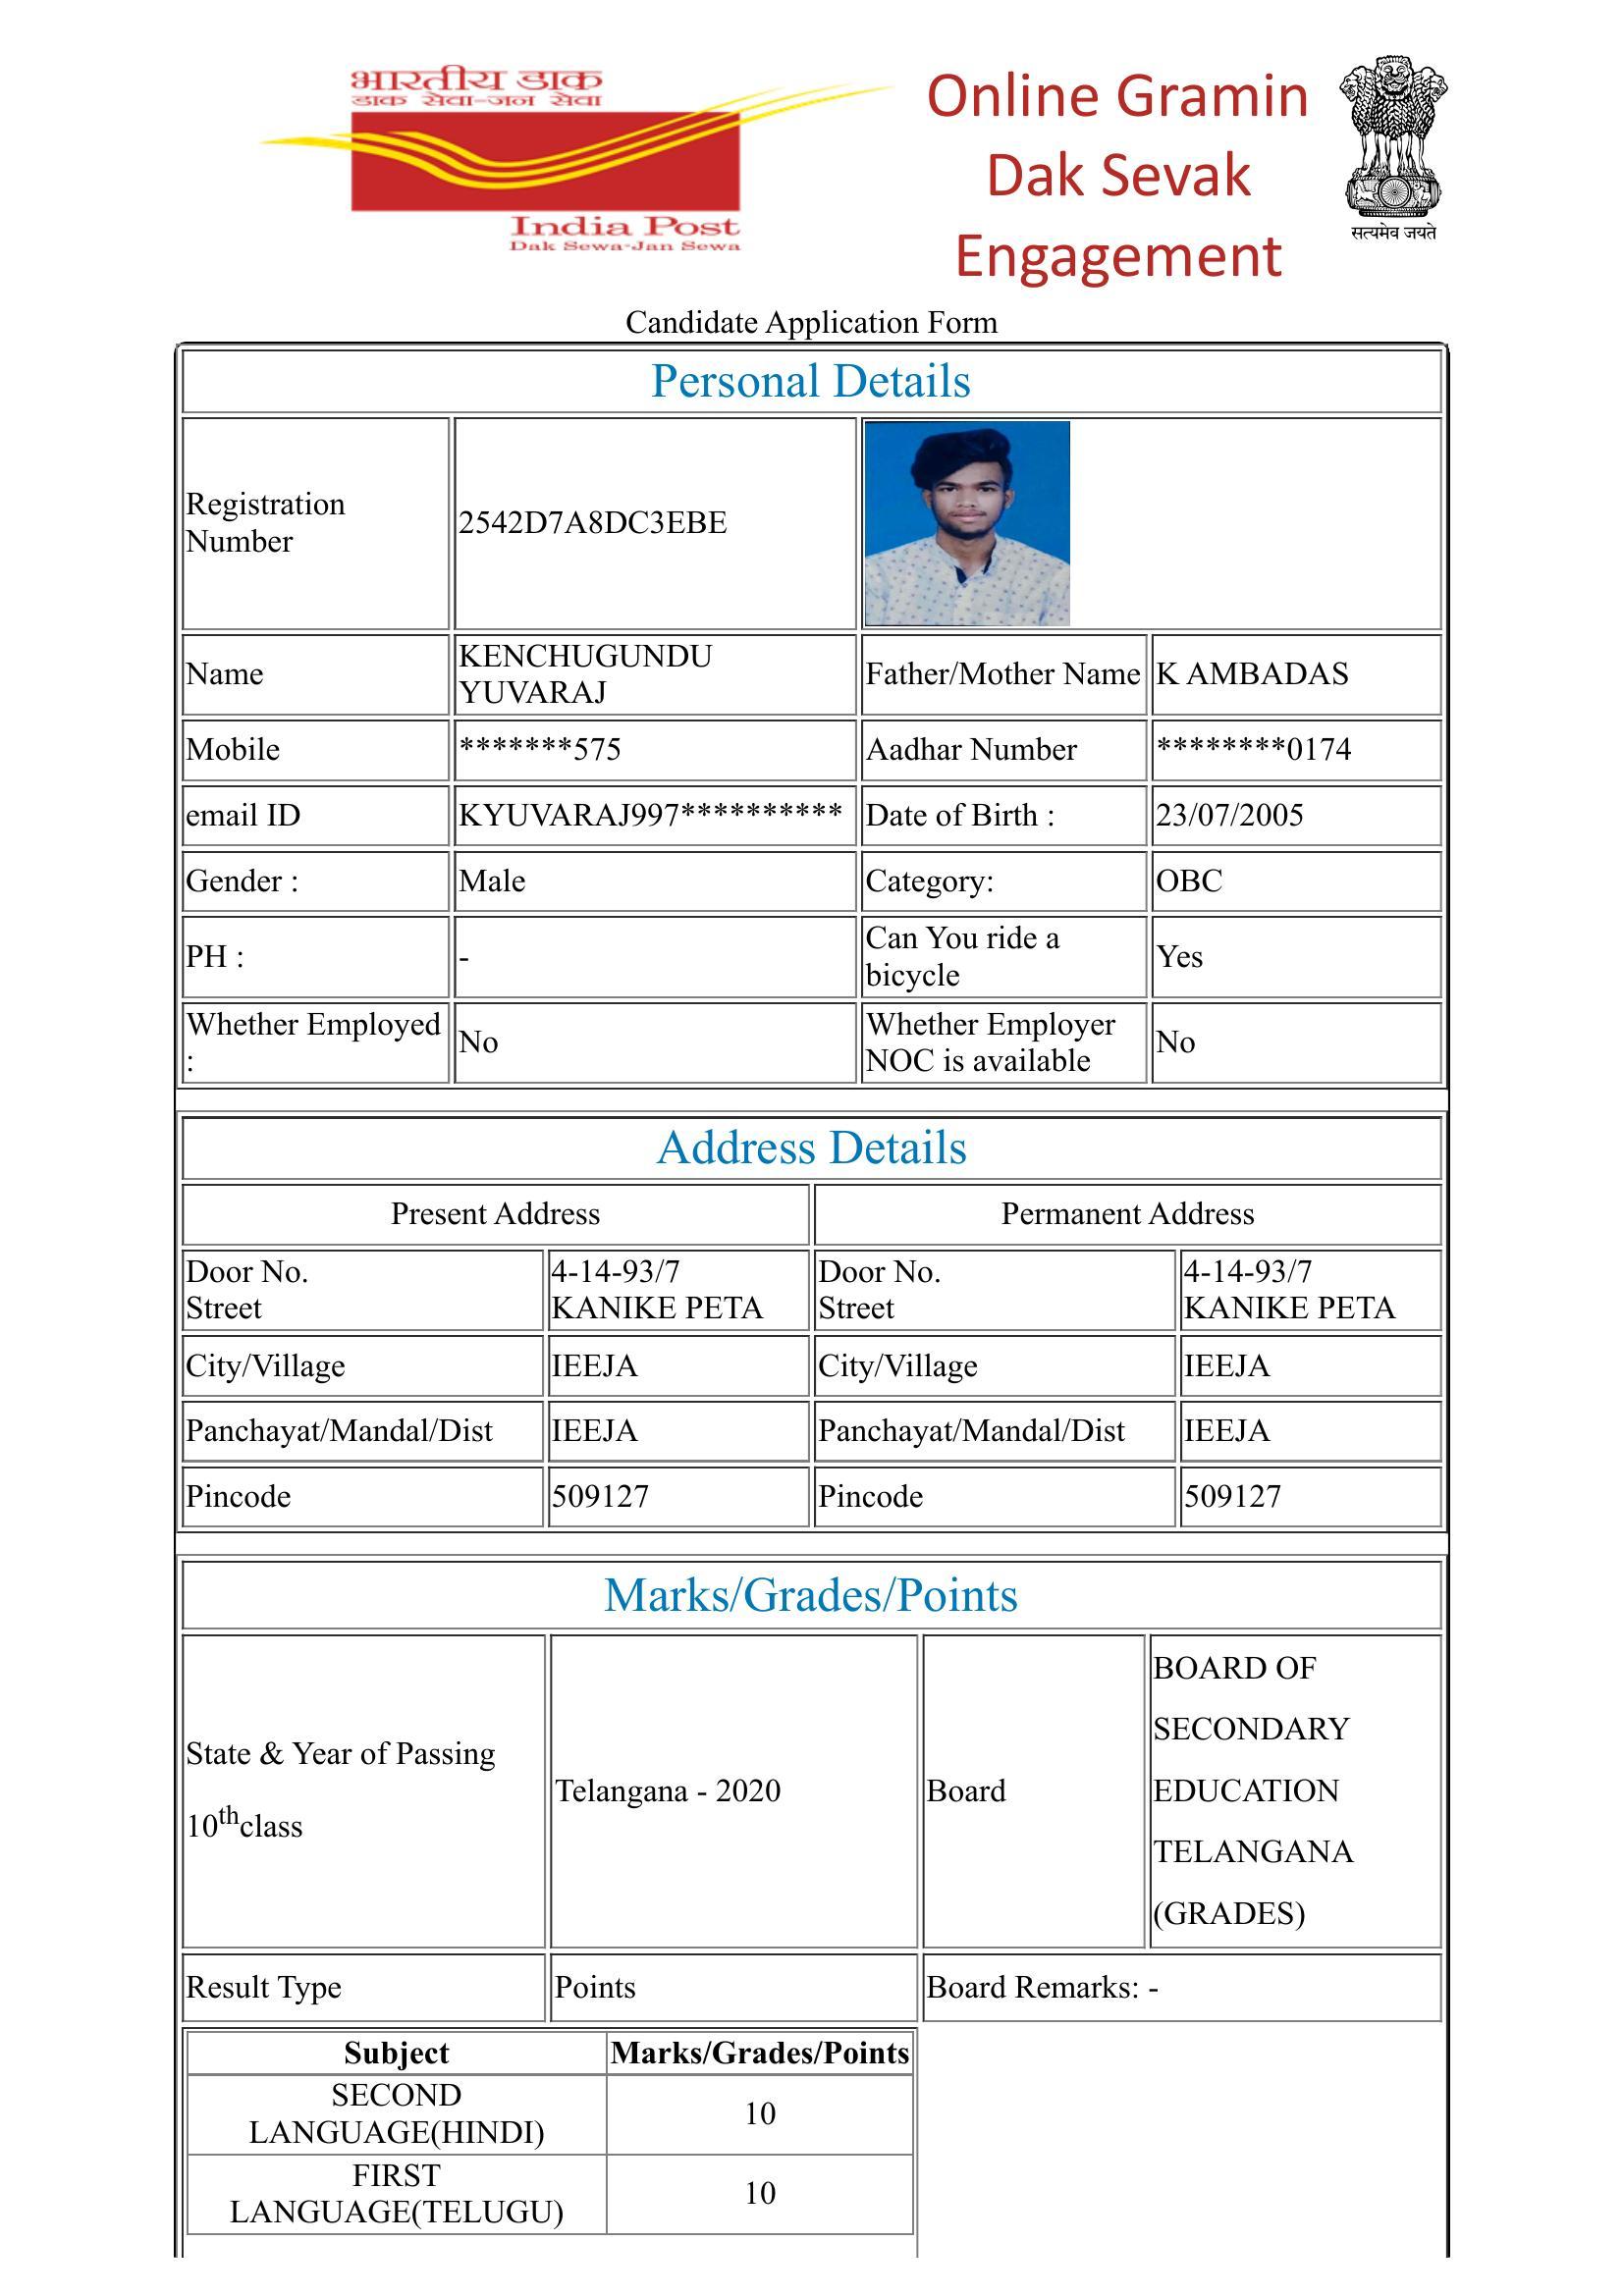 भारतीय डाक
डाक सेवा-जन सेवा
India Post
Dak Sewa-Jan Sewa
Online Gramin
Dak Sevak
Engagement
सत्यमेव जयते
Candidate Application Form
Personal Details
Registration
Number
2542D7A8DC3EBE
Name
KENCHUGUNDU
YUVARAJ
Father/Mother Name
K AMBADAS
Mobile
*******575
Aadhar Number
********0174
email ID
KYUVARAJ997**********
Date of Birth :
23/07/2005
Gender :
Male
Category:
OBC
PH :
-
Can You ride a
bicycle
Yes
Whether Employed
:
No
Whether Employer
NOC is available
No
Address Details
Present Address
Permanent Address
Door No.
Street
4-14-93/7
KANIKE PETA
Door No.
Street
4-14-93/7
KANIKE PETA
City/Village
IEEJA
City/Village
IEEJA
Panchayat/Mandal/Dist
IEEJA
Panchayat/Mandal/Dist
IEEJA
Pincode
509127
Pincode
509127
Marks/Grades/Points
State & Year of Passing
10thclass
Telangana - 2020
Board
BOARD OF
SECONDARY
EDUCATION
TELANGANA
(GRADES)
Result Type
Points
Board Remarks: -
Subject
Marks/Grades/Points
SECOND
LANGUAGE(HINDI)
10
FIRST
LANGUAGE(TELUGU)
10